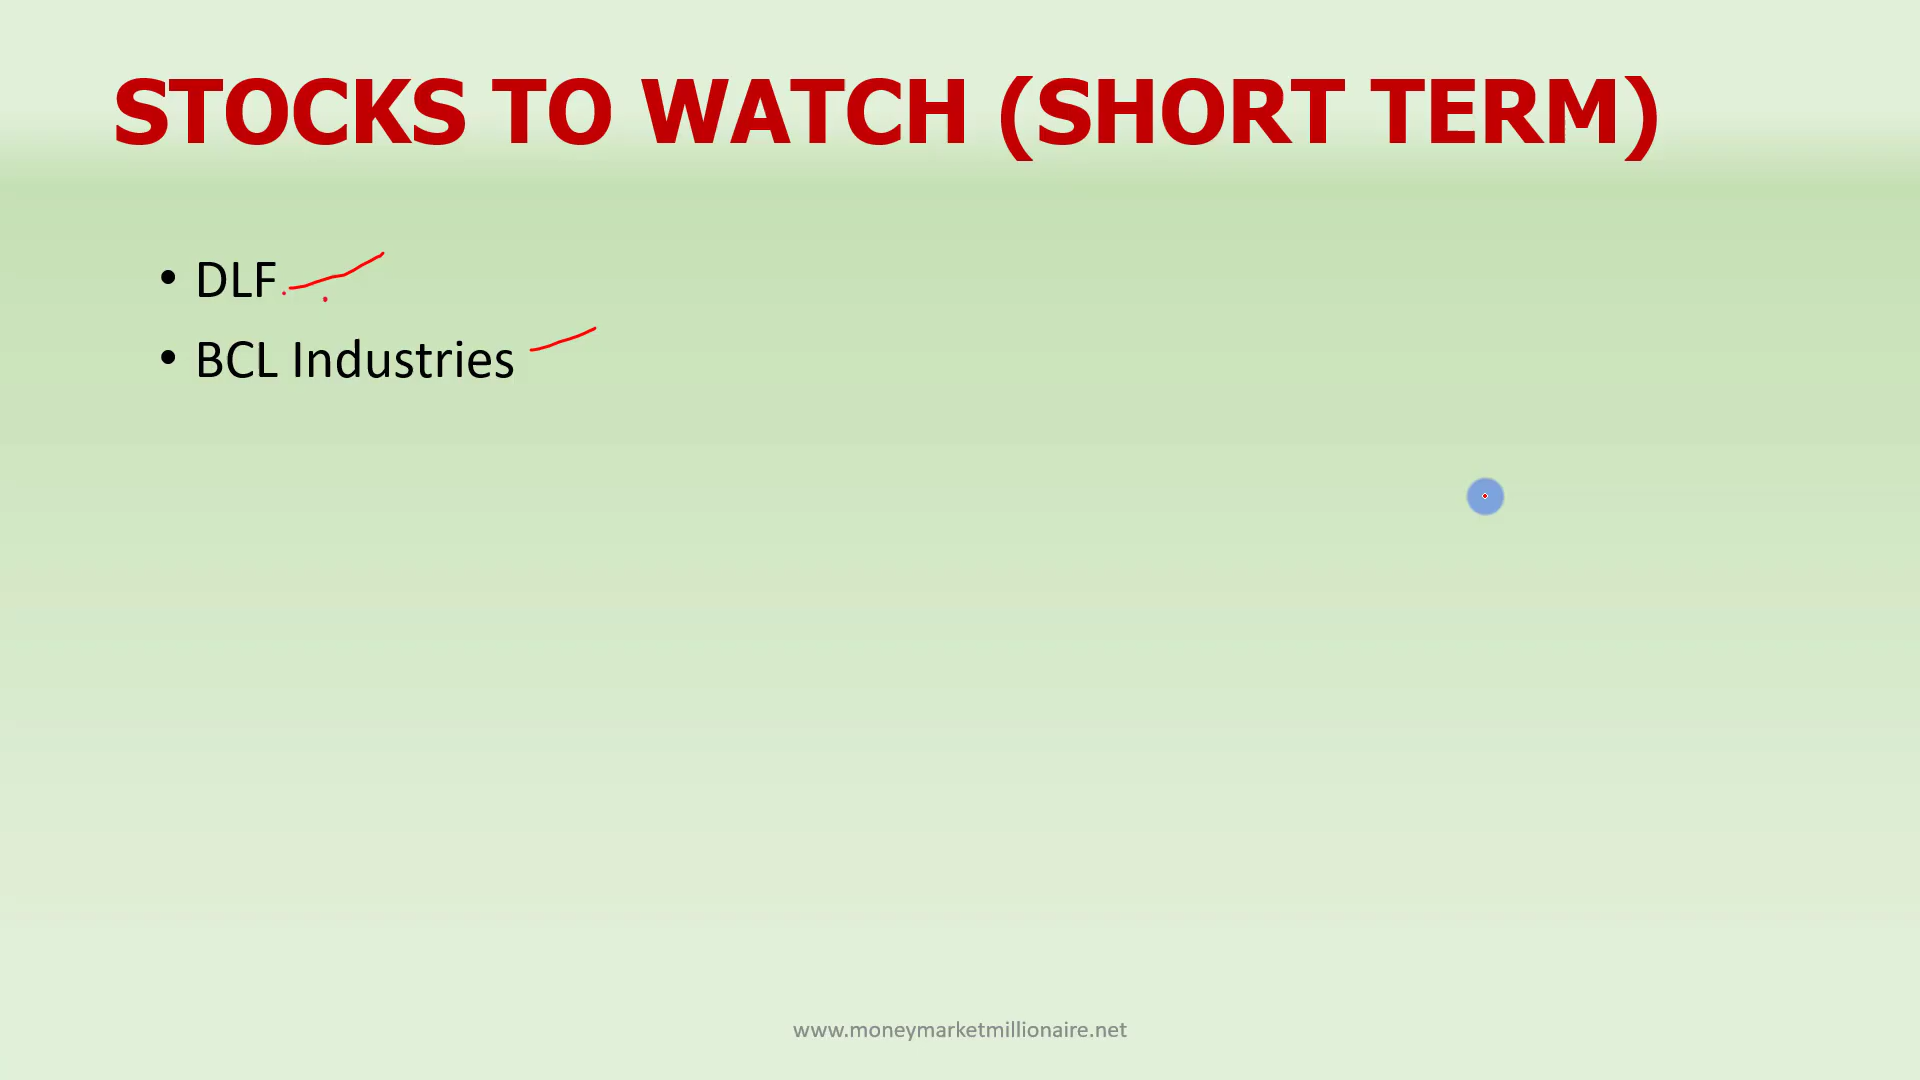 STOCKS TO WATCH (SHORT TERM)
• DLF
• BCL Industries
www.moneymarketmillionaire.net